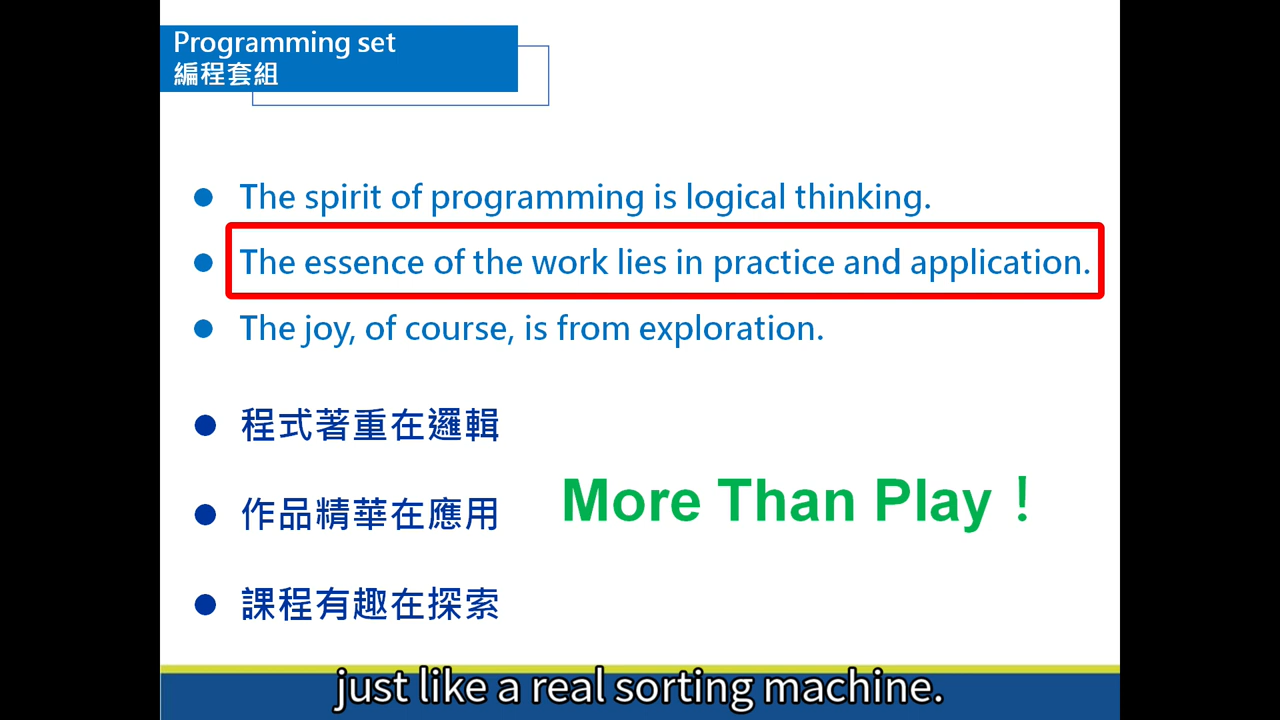 Programming set
編程套組
The spirit of programming is logical thinking.
The essence of the work lies in practice and application.
The joy, of course, is from exploration.
程式著重在邏輯
作品精華在應用
課程有趣在探索
More Than Play！
just like a real sorting machine.